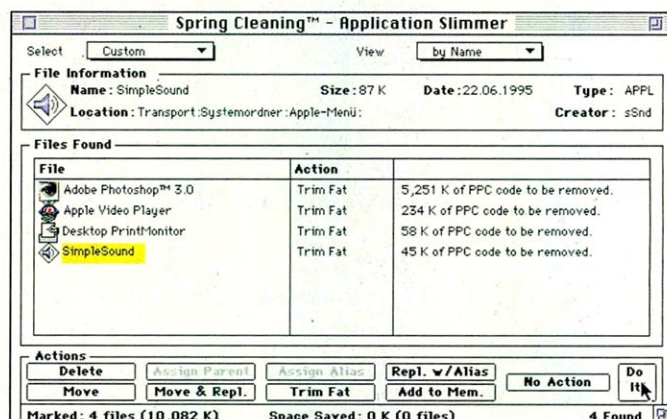 Spring Cleaning™ - Application Slimmer
Select Custom View by Name
File Information
Name: SimpleSound Size: 87 K Date: 22.06.1995 Type: APPL
Location: Transport:Systemordner:Apple-Menü: Creator: sSnd
Files Found
File Action
Adobe Photoshop™ 3.0 Trim Fat 5,251 K of PPC code to be removed.
Apple Video Player Trim Fat 234 K of PPC code to be removed.
Desktop PrintMonitor Trim Fat 58 K of PPC code to be removed.
SimpleSound Trim Fat 45 K of PPC code to be removed.
Actions
Delete Assign Parent Assign Alias Repl. w/Alias No Action Do It!
Move Move & Repl. Trim Fat Add to Mem.
Marked: 4 files (10,082 K) Space Saved: 0 K (0 files) 4 Found